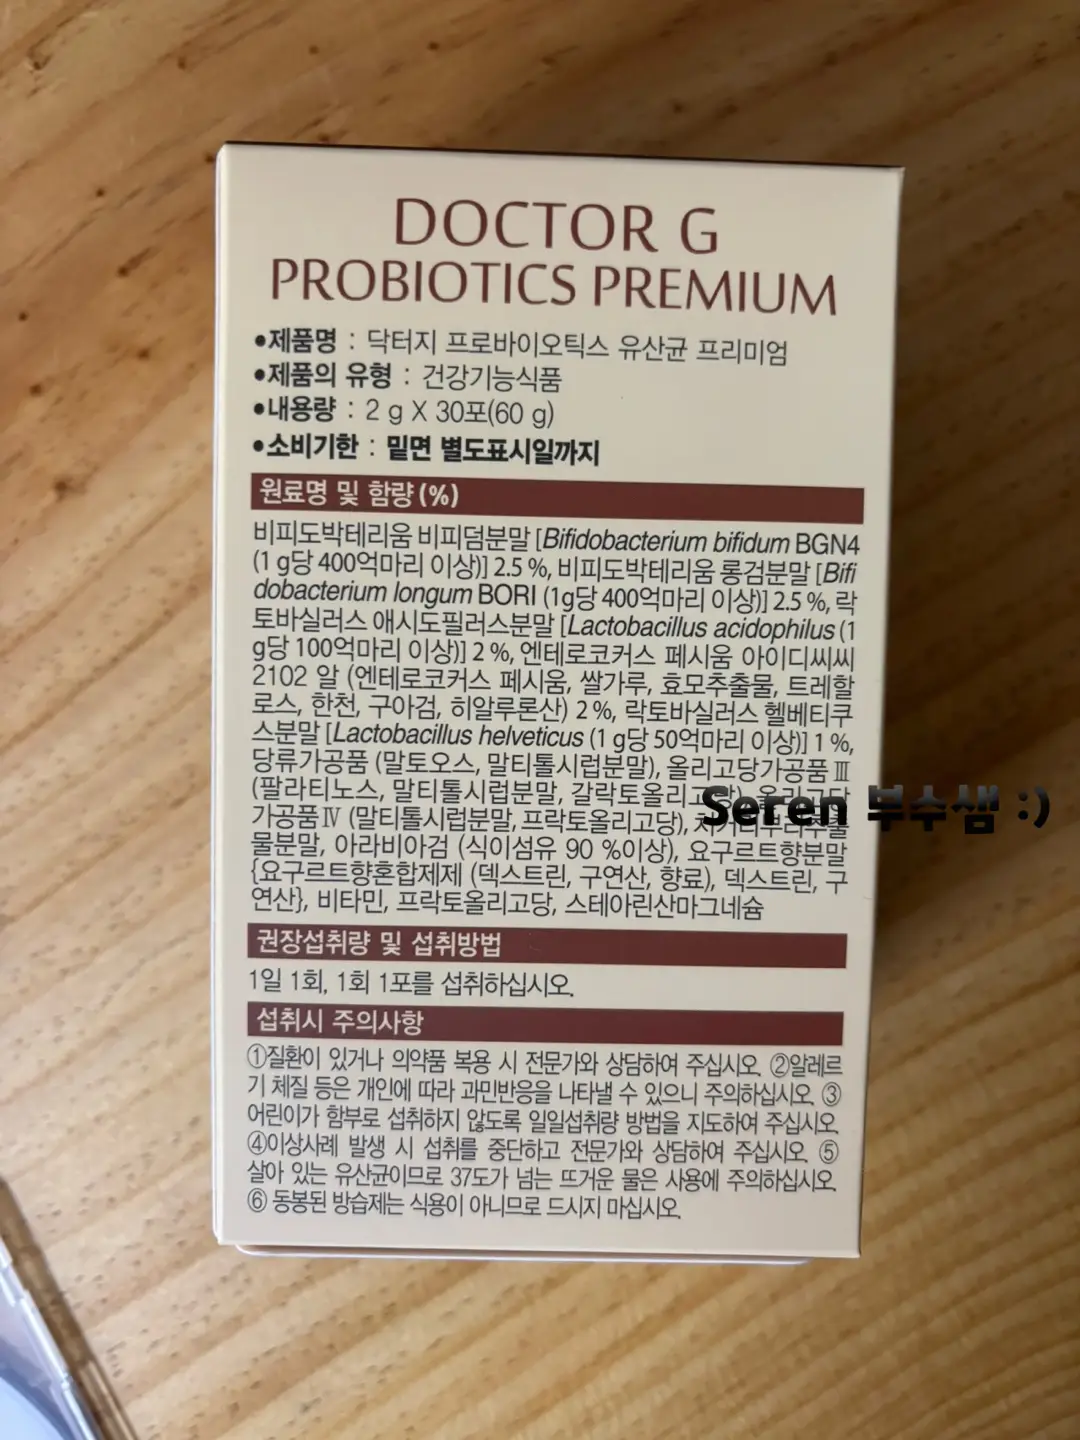 DOCTOR G
PROBIOTICS PREMIUM
•제품명 : 닥터지 프로바이오틱스 유산균 프리미엄
•제품의 유형 : 건강기능식품
•내용량 : 2 g X 30포(60 g)
•소비기한 : 밑면 별도표시일까지
원료명 및 함량(%)
비피도박테리움 비피덤분말 [Bifidobacterium bifidum BGN4
(1 g당 400억마리 이상)] 2.5 %, 비피도박테리움 롱검분말 [Bifi
dobacterium longum BORI (1g당 400억마리 이상)] 2.5 %, 락
토바실러스 애시도필러스분말 [Lactobacillus acidophilus (1
g당 100억마리 이상)] 2 %, 엔테로코커스 페시움 아이디씨씨
2102 알 (엔테로코커스 페시움, 쌀가루, 효모추출물, 트레할
로스, 한천, 구아검, 히알루론산) 2 %, 락토바실러스 헬베티쿠
스분말 [Lactobacillus helveticus (1 g당 50억마리 이상)] 1 %,
당류가공품 (말토오스, 말티톨시럽분말), 올리고당가공품 Ⅲ
(팔라티노스, 말티톨시럽분말, 갈락토올리고당), 올리고당
가공품 Ⅳ (말티톨시럽분말, 프락토올리고당),
물분말, 아라비아검 (식이섬유 90 %이상), 요구르트향분말
{요구르트향혼합제제 (덱스트린, 구연산, 향료), 덱스트린, 구
연산}, 비타민, 프락토올리고당, 스테아린산마그네슘
Seren 부수샘 :)
권장섭취량 및 섭취방법
1일 1회, 1회 1포를 섭취하십시오.
섭취시 주의사항
①질환이 있거나 의약품 복용 시 전문가와 상담하여 주십시오. ②알레르
기 체질 등은 개인에 따라 과민반응을 나타낼 수 있으니 주의하십시오. ③
어린이가 함부로 섭취하지 않도록 일일섭취량 방법을 지도하여 주십시오.
④이상사례 발생 시 섭취를 중단하고 전문가와 상담하여 주십시오. ⑤
살아 있는 유산균이므로 37도가 넘는 뜨거운 물은 사용에 주의하십시오.
⑥ 동봉된 방습제는 식용이 아니므로 드시지 마십시오.